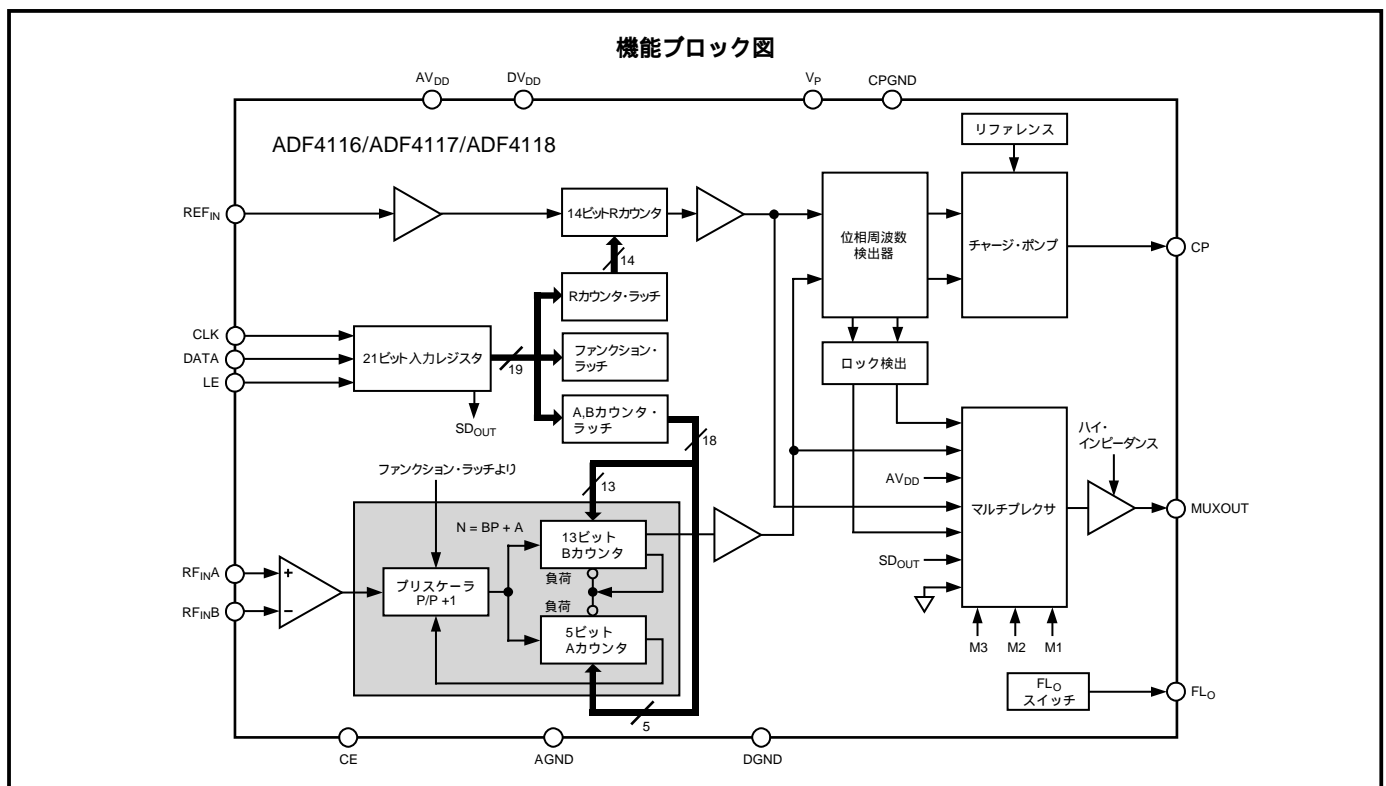 機能ブロック図
AVDD
DVDD
VP
CPGND
ADF4116/ADF4117/ADF4118
リファレンス
REFIN
14ビットRカウンタ
位相周波数
検出器
チャージ・ポンプ
CP
14
Rカウンタ・ラッチ
CLK
DATA
LE
21ビット入力レジスタ
19
ファンクション・
ラッチ
ロック検出
A,Bカウンタ・
ラッチ
SDOUT
18
ハイ・
インピーダンス
ファンクション・ラッチより
13
AVDD
マルチプレクサ
MUXOUT
N = BP + A
13ビット
Bカウンタ
RFINA
+
プリスケーラ
P/P +1
負荷
SDOUT
RFINB
−
負荷
5ビット
Aカウンタ
M3
M2
M1
FLO
スイッチ
FLO
5
CE
AGND
DGND